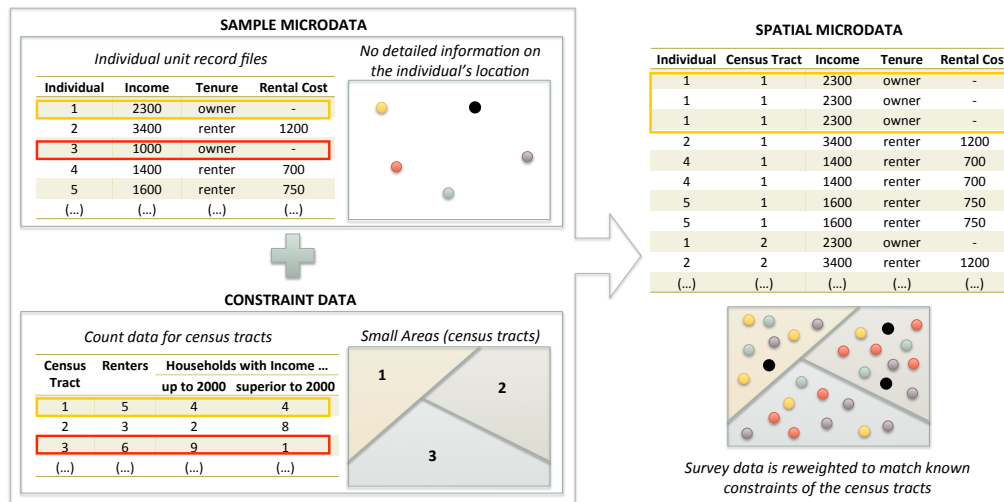 SAMPLE MICRODATA
Individual unit record files
Individual Income Tenure Rental Cost
1 2300 owner -
2 3400 renter 1200
3 1000 owner -
4 1400 renter 700
5 1600 renter 750
(...) (...) (...) (...)
No detailed information on
the individual's location
CONSTRAINT DATA
Count data for census tracts
Census Tract Renters Households with Income ...
up to 2000 superior to 2000
1 5 4 4
2 3 2 8
3 6 9 1
(...) (...) (...) (...)
Small Areas (census tracts)
1
2
3
SPATIAL MICRODATA
Individual Census Tract Income Tenure Rental Cost
1 1 2300 owner -
1 1 2300 owner -
1 1 2300 owner -
2 1 3400 renter 1200
4 1 1400 renter 700
4 1 1400 renter 700
5 1 1600 renter 750
5 1 1600 renter 750
1 2 2300 owner -
2 2 3400 renter 1200
(...) (...) (...) (...) (...)
Survey data is reweighted to match known
constraints of the census tracts